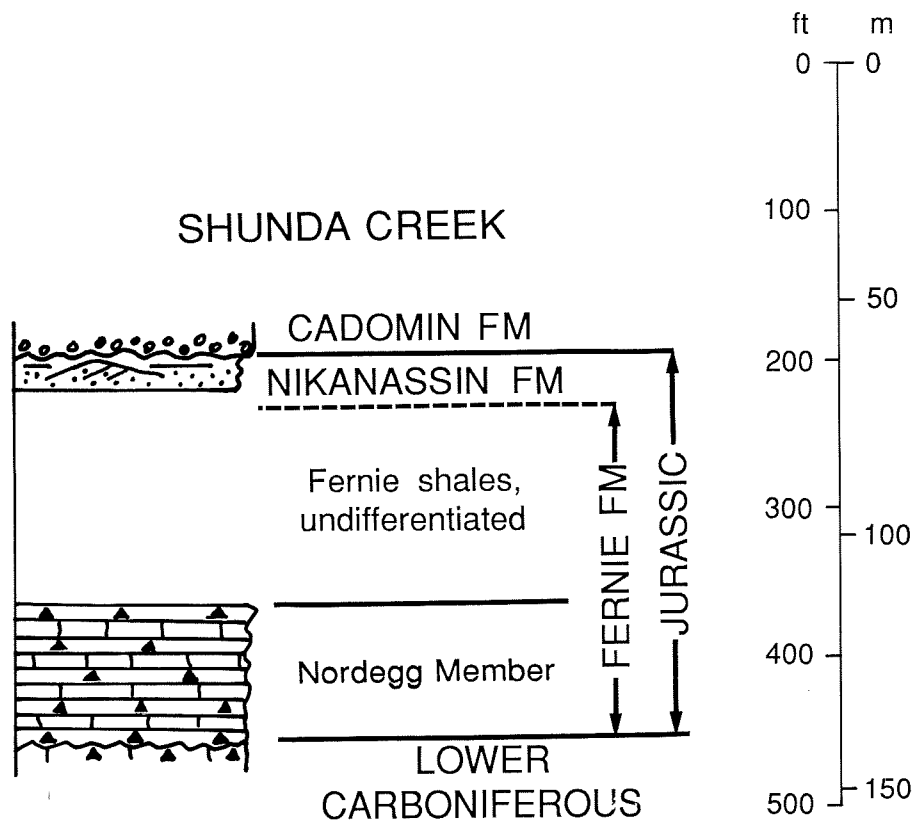 SHUNDA CREEK
CADOMIN FM
NIKANASSIN FM
Fernie shales,
undifferentiated
Nordegg Member
LOWER
CARBONIFEROUS
FERNIE FM
JURASSIC
ft m
0 0
100
50
200
300
100
400
150
500